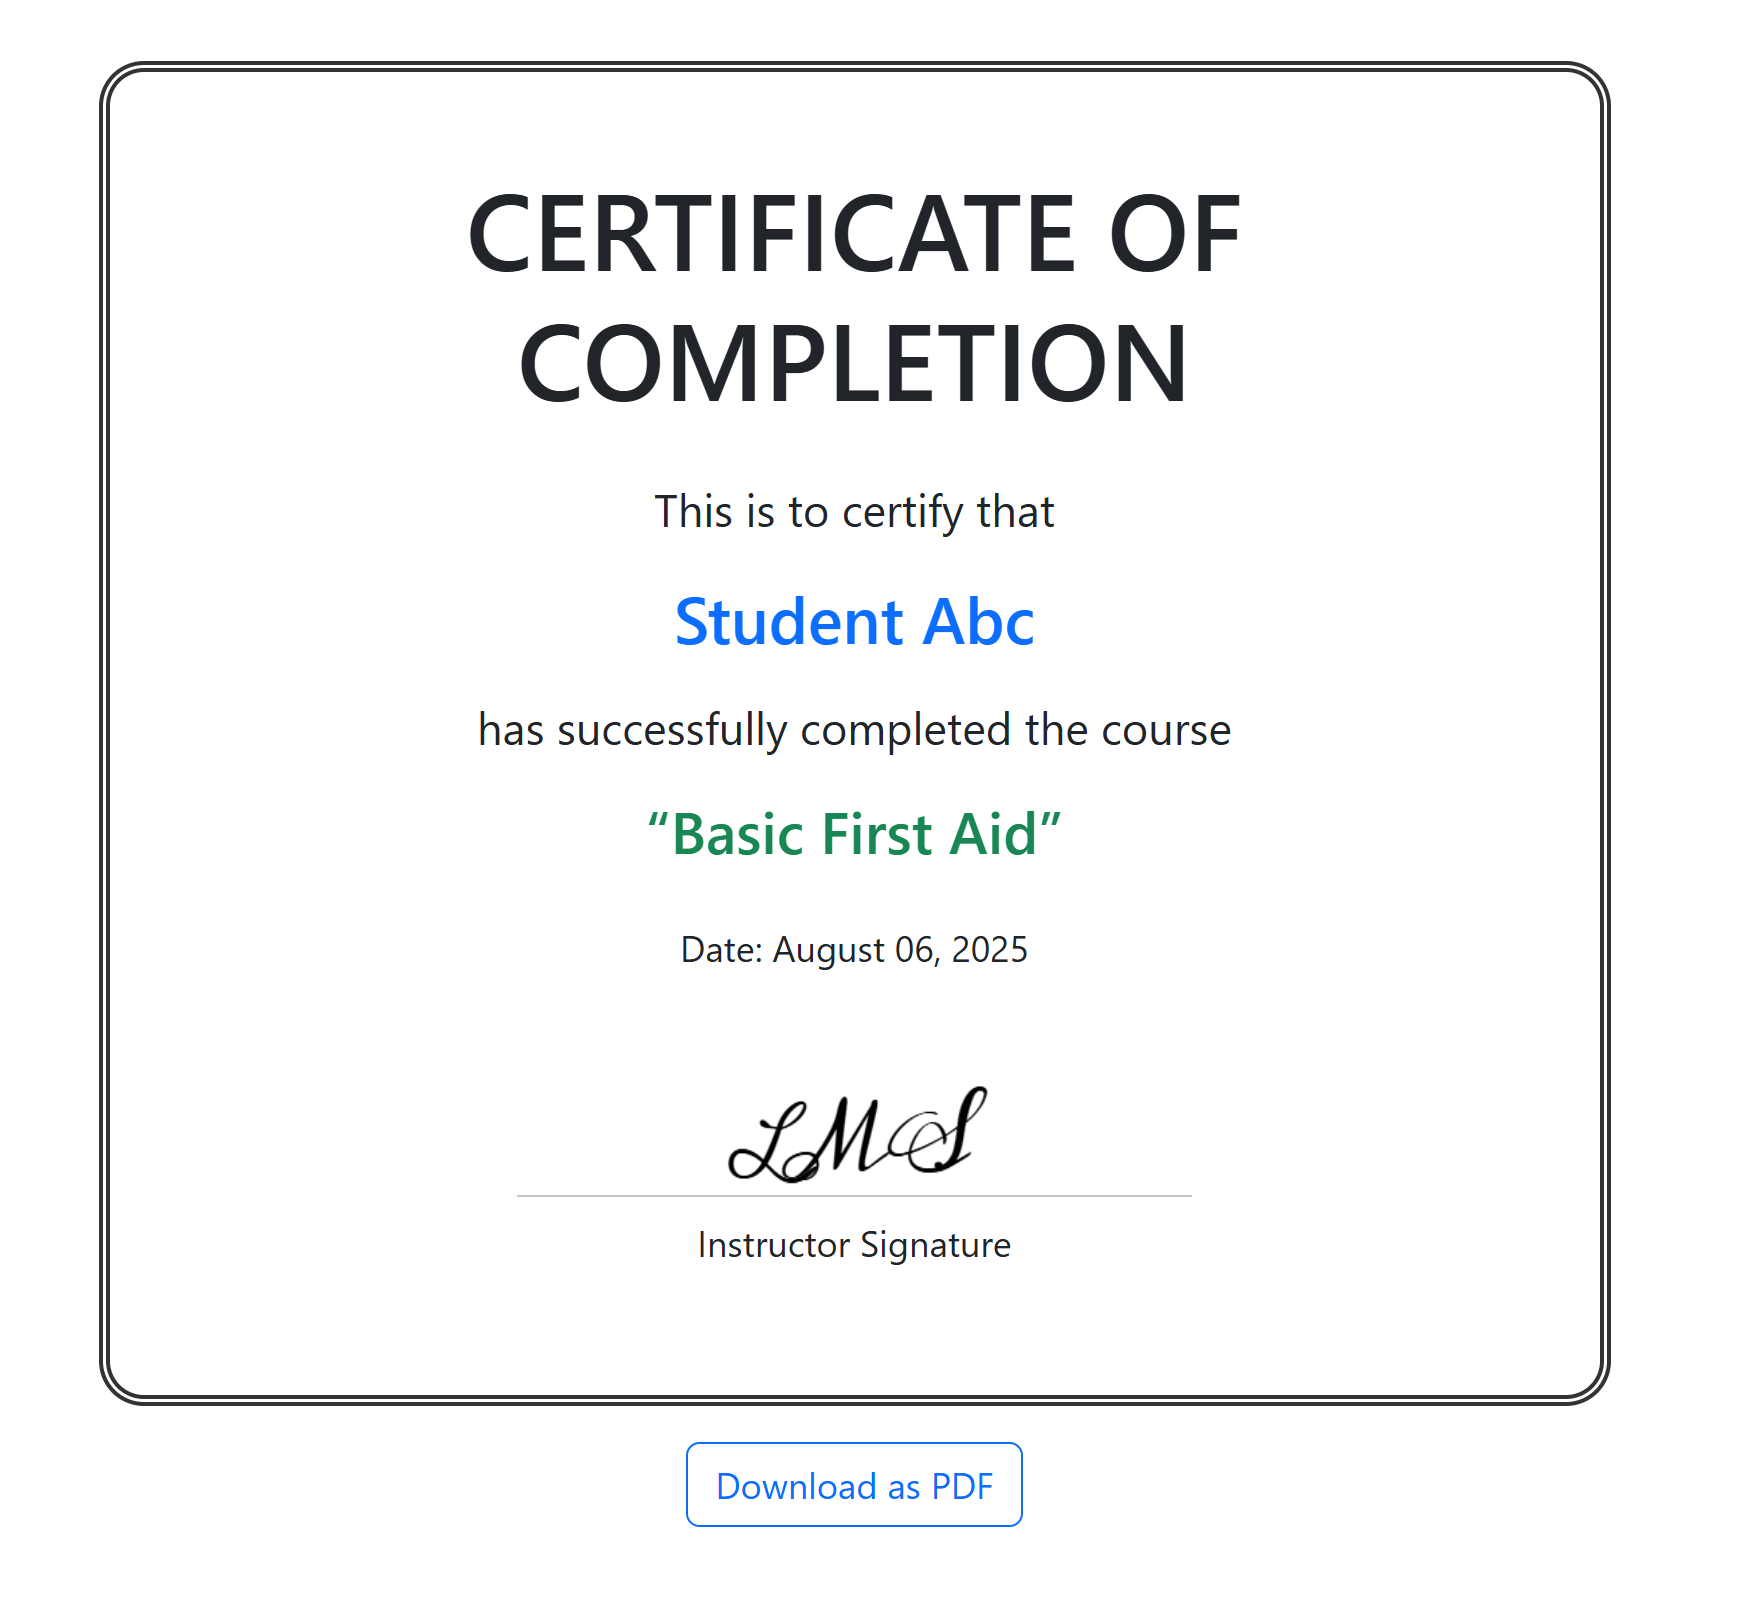 CERTIFICATE OF
COMPLETION
This is to certify that
Student Abc
has successfully completed the course
“Basic First Aid”
Date: August 06, 2025
LMS
Instructor Signature
Download as PDF